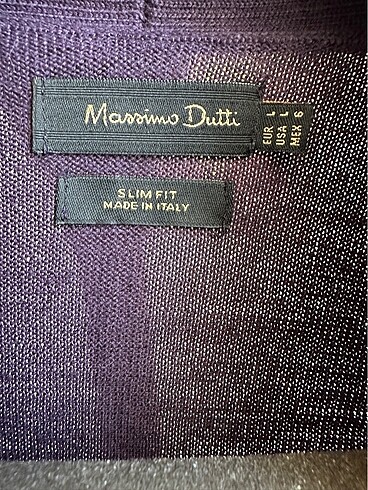 Massimo Dutti
EUR L
USA L
MEX 6
SLIM FIT
MADE IN ITALY